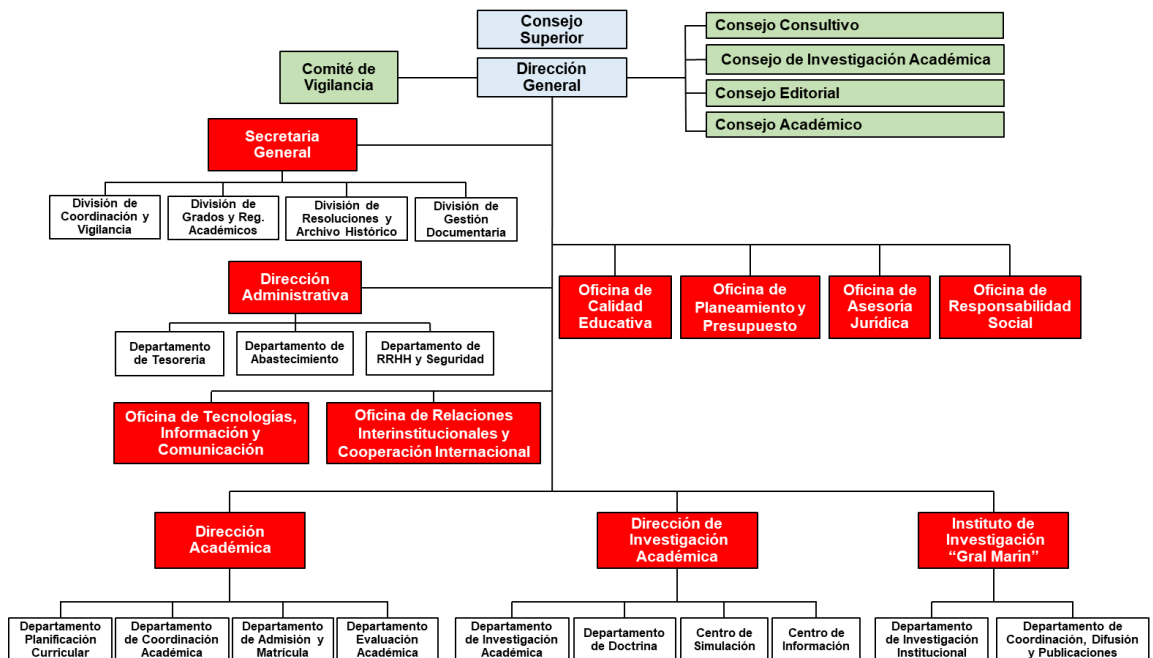 Consejo
Superior
Dirección
General
Comité de
Vigilancia
Consejo Consultivo
Consejo de Investigación Académica
Consejo Editorial
Consejo Académico
Secretaria
General
División de
Coordinación y
Vigilancia
División de
Grados y Reg.
Académicos
División de
Resoluciones y
Archivo Histórico
División de
Gestión
Documentaria
Dirección
Administrativa
Departamento
de Tesorería
Departamento de
Abastecimiento
Departamento de
RRHH y Seguridad
Oficina de
Calidad
Educativa
Oficina de
Planeamiento y
Presupuesto
Oficina de
Asesoría
Jurídica
Oficina de
Responsabilidad
Social
Oficina de Tecnologías,
Información y
Comunicación
Oficina de Relaciones
Interinstitucionales y
Cooperación Internacional
Dirección
Académica
Dirección de
Investigación
Académica
Instituto de
Investigación
“Gral Marín”
Departamento
Planificación
Curricular
Departamento
de Coordinación
Académica
Departamento
de Admisión y
Matrícula
Departamento
Evaluación
Académica
Departamento
de Investigación
Académica
Departamento
de Doctrina
Centro de
Simulación
Centro de
Información
Departamento
de Investigación
Institucional
Departamento de
Coordinación, Difusión
y Publicaciones